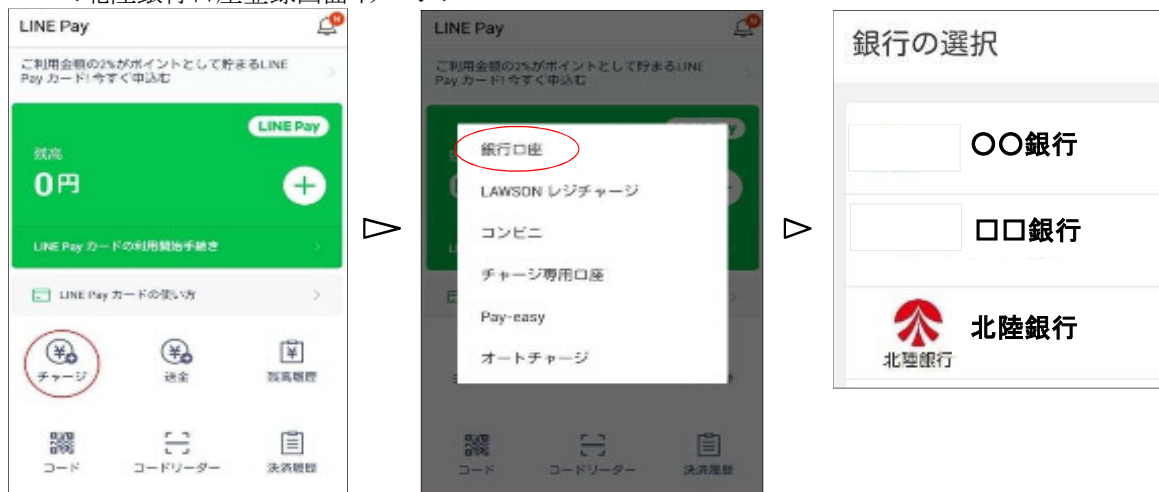 LINE Pay
ご利用金額の2%がポイントとして貯まるLINE
Pay カード! 今すぐ申込む
LINE Pay
残高
0円
LINE Pay カードの利用開始手続き
LINE Pay カードの使い方
チャージ
送金
残高履歴
コード
コードリーダー
決済履歴
LINE Pay
ご利用金額の2%がポイントとして貯まるLINE
Pay カード! 今すぐ申込む
銀行口座
LAWSON レジチャージ
コンビニ
チャージ専用口座
Pay-easy
オートチャージ
コード
コードリーダー
決済履歴
銀行の選択
〇〇銀行
□□銀行
北陸銀行
北陸銀行